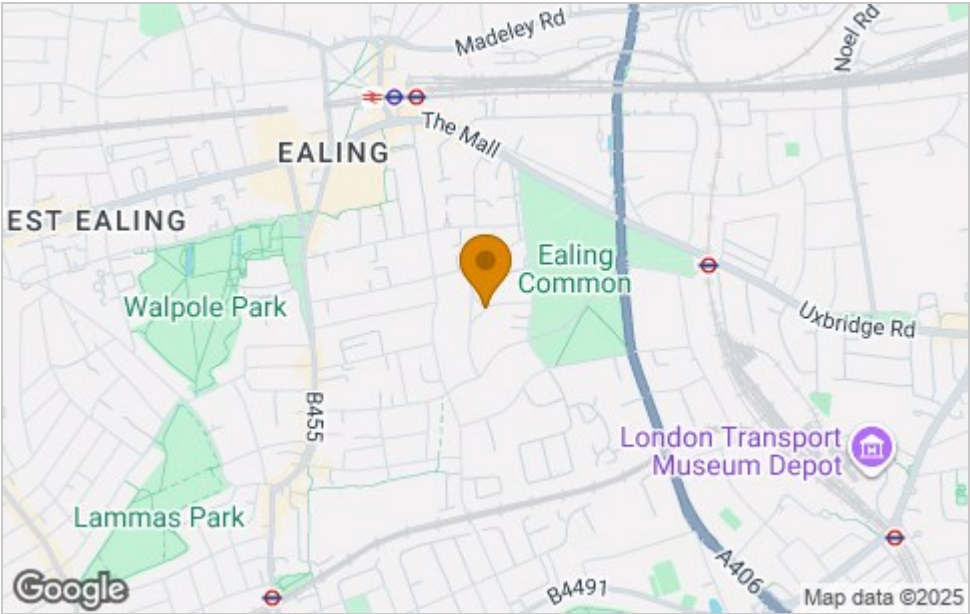 Madeley Rd
Noel Rd
The Mall
EALING
EST EALING
Ealing
Common
Walpole Park
Uxbridge Rd
B455
London Transport
Museum Depot
Lammas Park
A406
B4491
Google
Map data ©2025